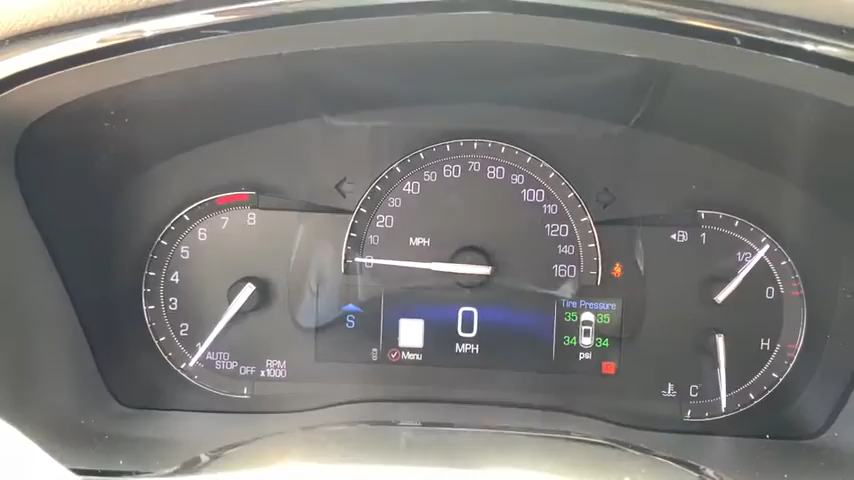 0
10
20
30
40
50
60
70
80
90
100
110
120
140
160
MPH
1
2
3
4
5
6
7
8
AUTO
STOP
OFF
RPM
x1000
S
Menu
0
MPH
Tire Pressure
35 35
34 34
psi
1
1/2
0
H
C